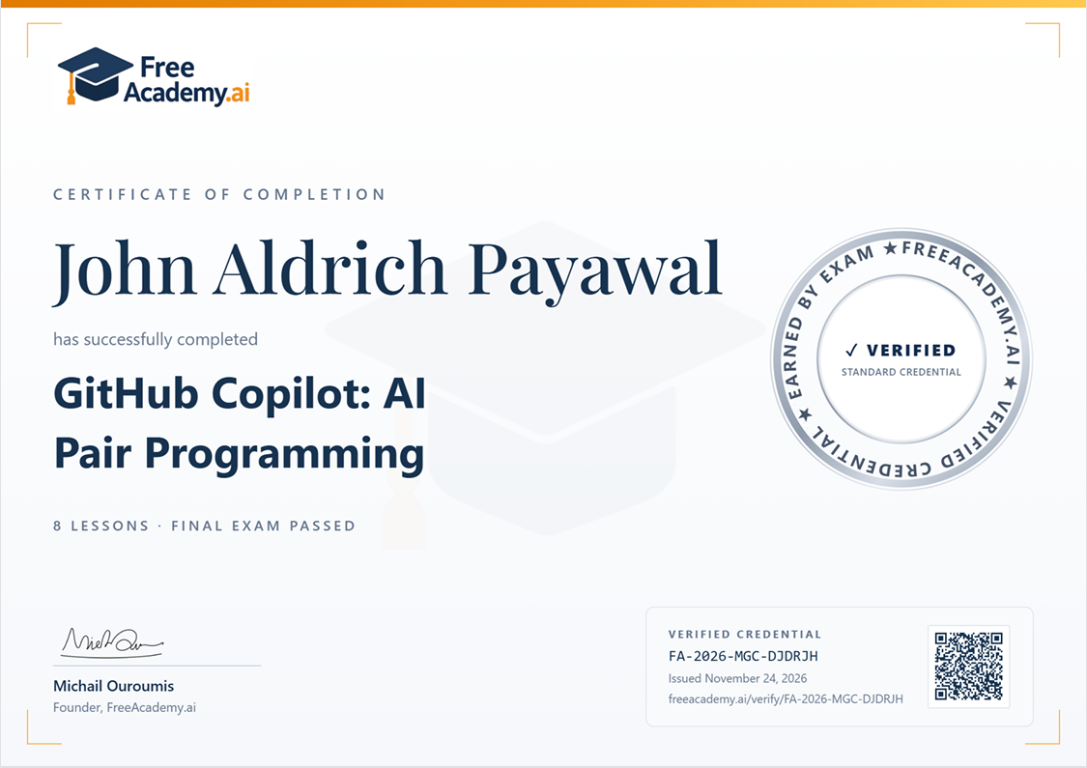 Free
Academy.ai
CERTIFICATE OF COMPLETION
John Aldrich Payawal
has successfully completed
GitHub Copilot: AI
Pair Programming
8 LESSONS · FINAL EXAM PASSED
★ EARNED BY EXAM ★ FREEACADEMY.AI ★ VERIFIED CREDENTIAL
✓ VERIFIED
STANDARD CREDENTIAL
Michail Ouroumis
Founder, FreeAcademy.ai
VERIFIED CREDENTIAL
FA-2026-MGC-DJDRJH
Issued November 24, 2026
freeacademy.ai/verify/FA-2026-MGC-DJDRJH